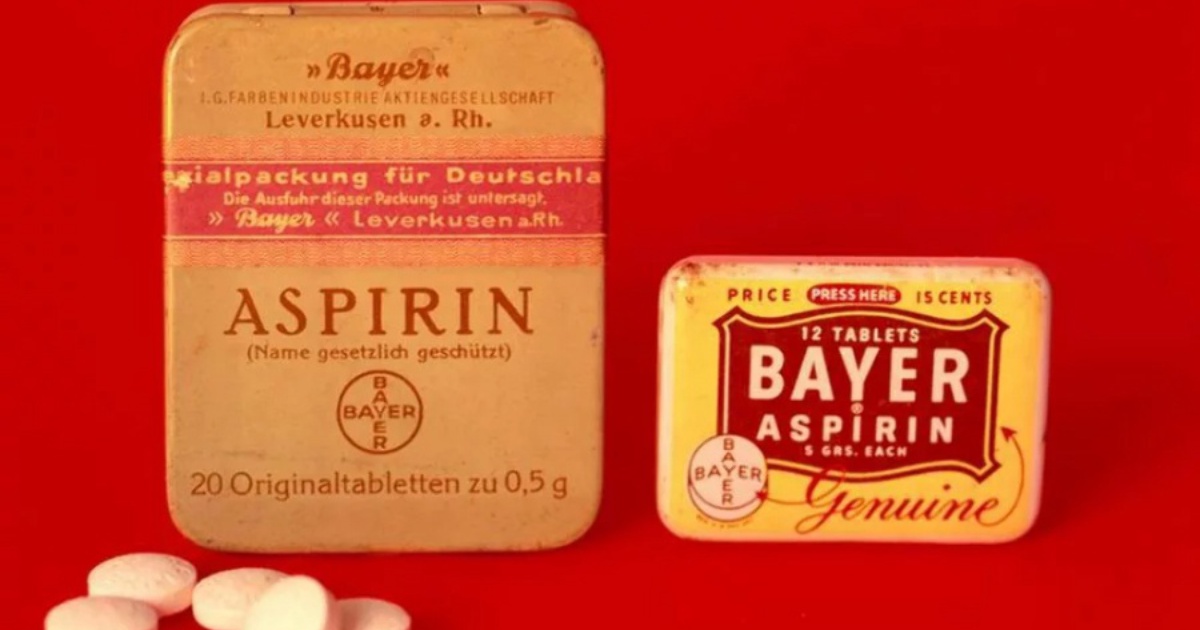 »Bayer«
I.G. FARBENINDUSTRIE AKTIENGESELLSCHAFT
Leverkusen a. Rh.
zialpackung für Deutschla
Die Ausfuhr dieser Packung ist untersagt.
» Bayer « Leverkusen a.Rh.
ASPIRIN
(Name gesetzlich geschützt)
BAYER
BAYER
20 Originaltabletten zu 0,5 g
PRICE PRESS HERE 15 CENTS
12 TABLETS
BAYER
®
ASPIRIN
5 GRS. EACH
BAYER
BAYER
Genuine